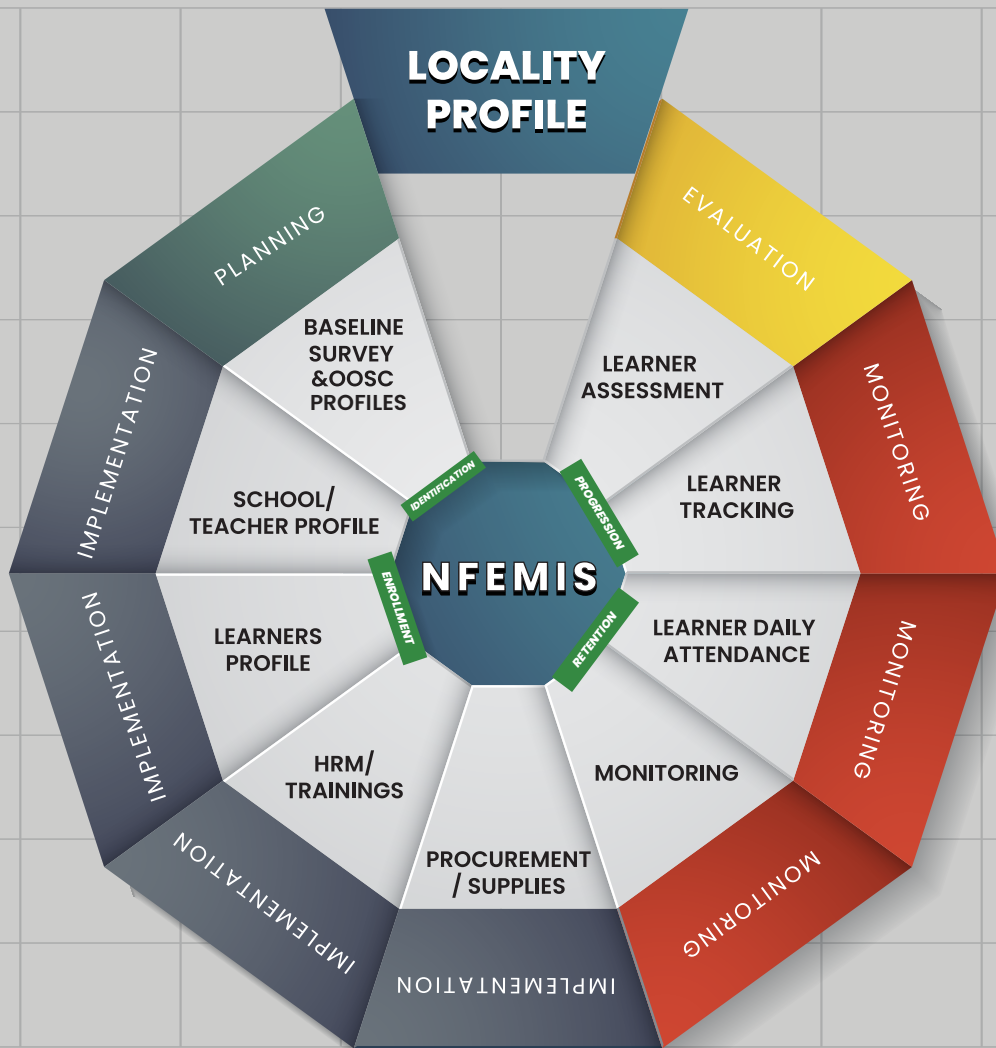 LOCALITY
PROFILE
PLANNING
BASELINE
SURVEY
&OOSC
PROFILES
IMPLEMENTATION
SCHOOL/
TEACHER PROFILE
IMPLEMENTATION
LEARNERS
PROFILE
IMPLEMENTATION
HRM/
TRAININGS
IMPLEMENTATION
PROCUREMENT
/ SUPPLIES
MONITORING
MONITORING
MONITORING
LEARNER DAILY
ATTENDANCE
MONITORING
LEARNER
TRACKING
EVALUATION
LEARNER
ASSESSMENT
IDENTIFICATION
ENROLLMENT
NFEMIS
PROGRESSION
RETENTION